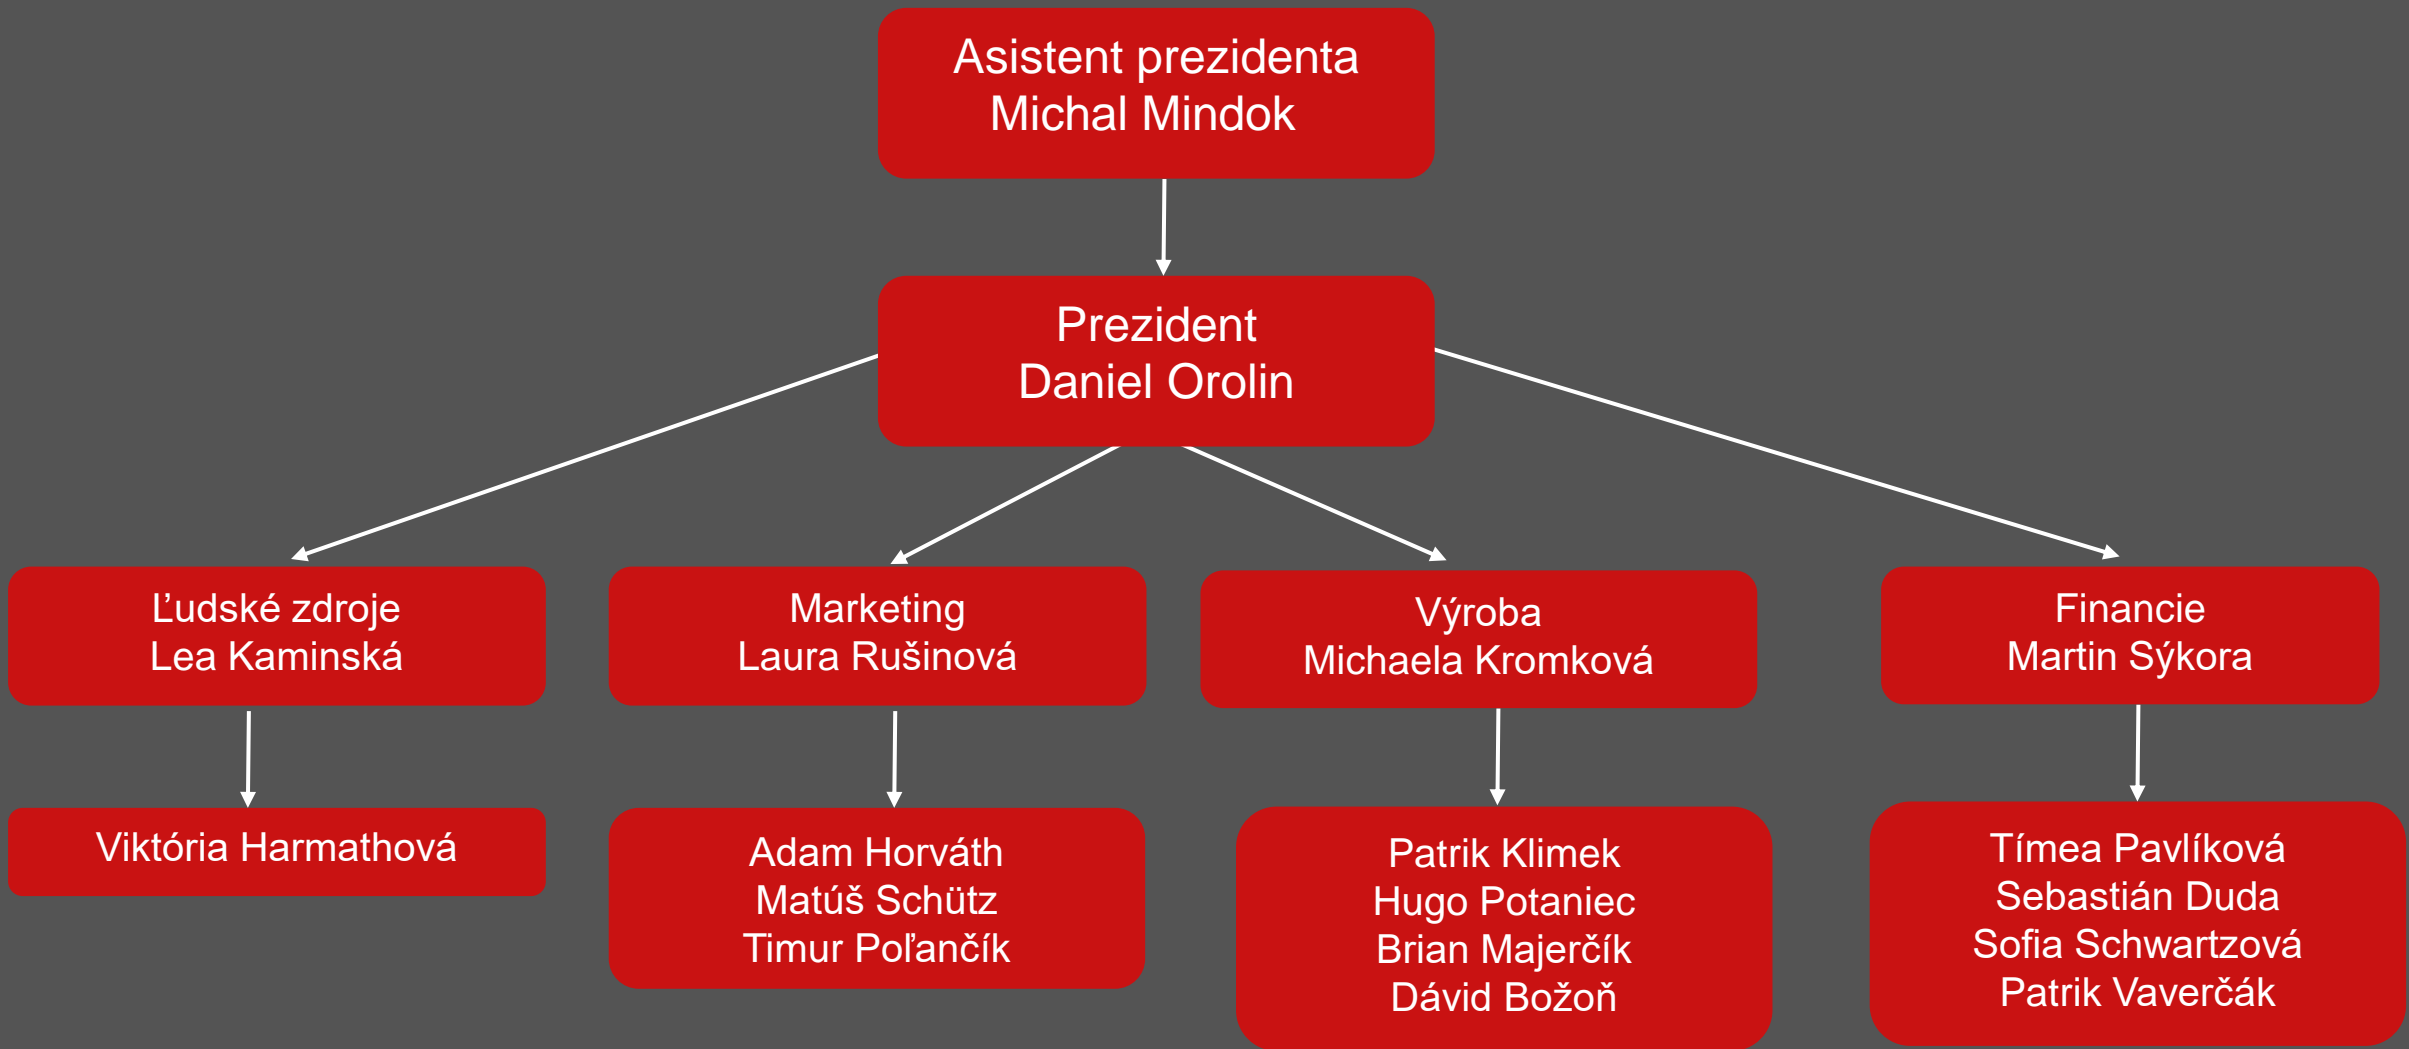 Asistent prezidenta
Michal Mindok
Prezident
Daniel Orolin
Ľudské zdroje
Lea Kaminská
Marketing
Laura Rušinová
Výroba
Michaela Kromková
Financie
Martin Sýkora
Viktória Harmathová
Adam Horváth
Matúš Schütz
Timur Poľančík
Patrik Klimek
Hugo Potaniec
Brian Majerčík
Dávid Božoň
Tímea Pavlíková
Sebastián Duda
Sofia Schwartzová
Patrik Vaverčák